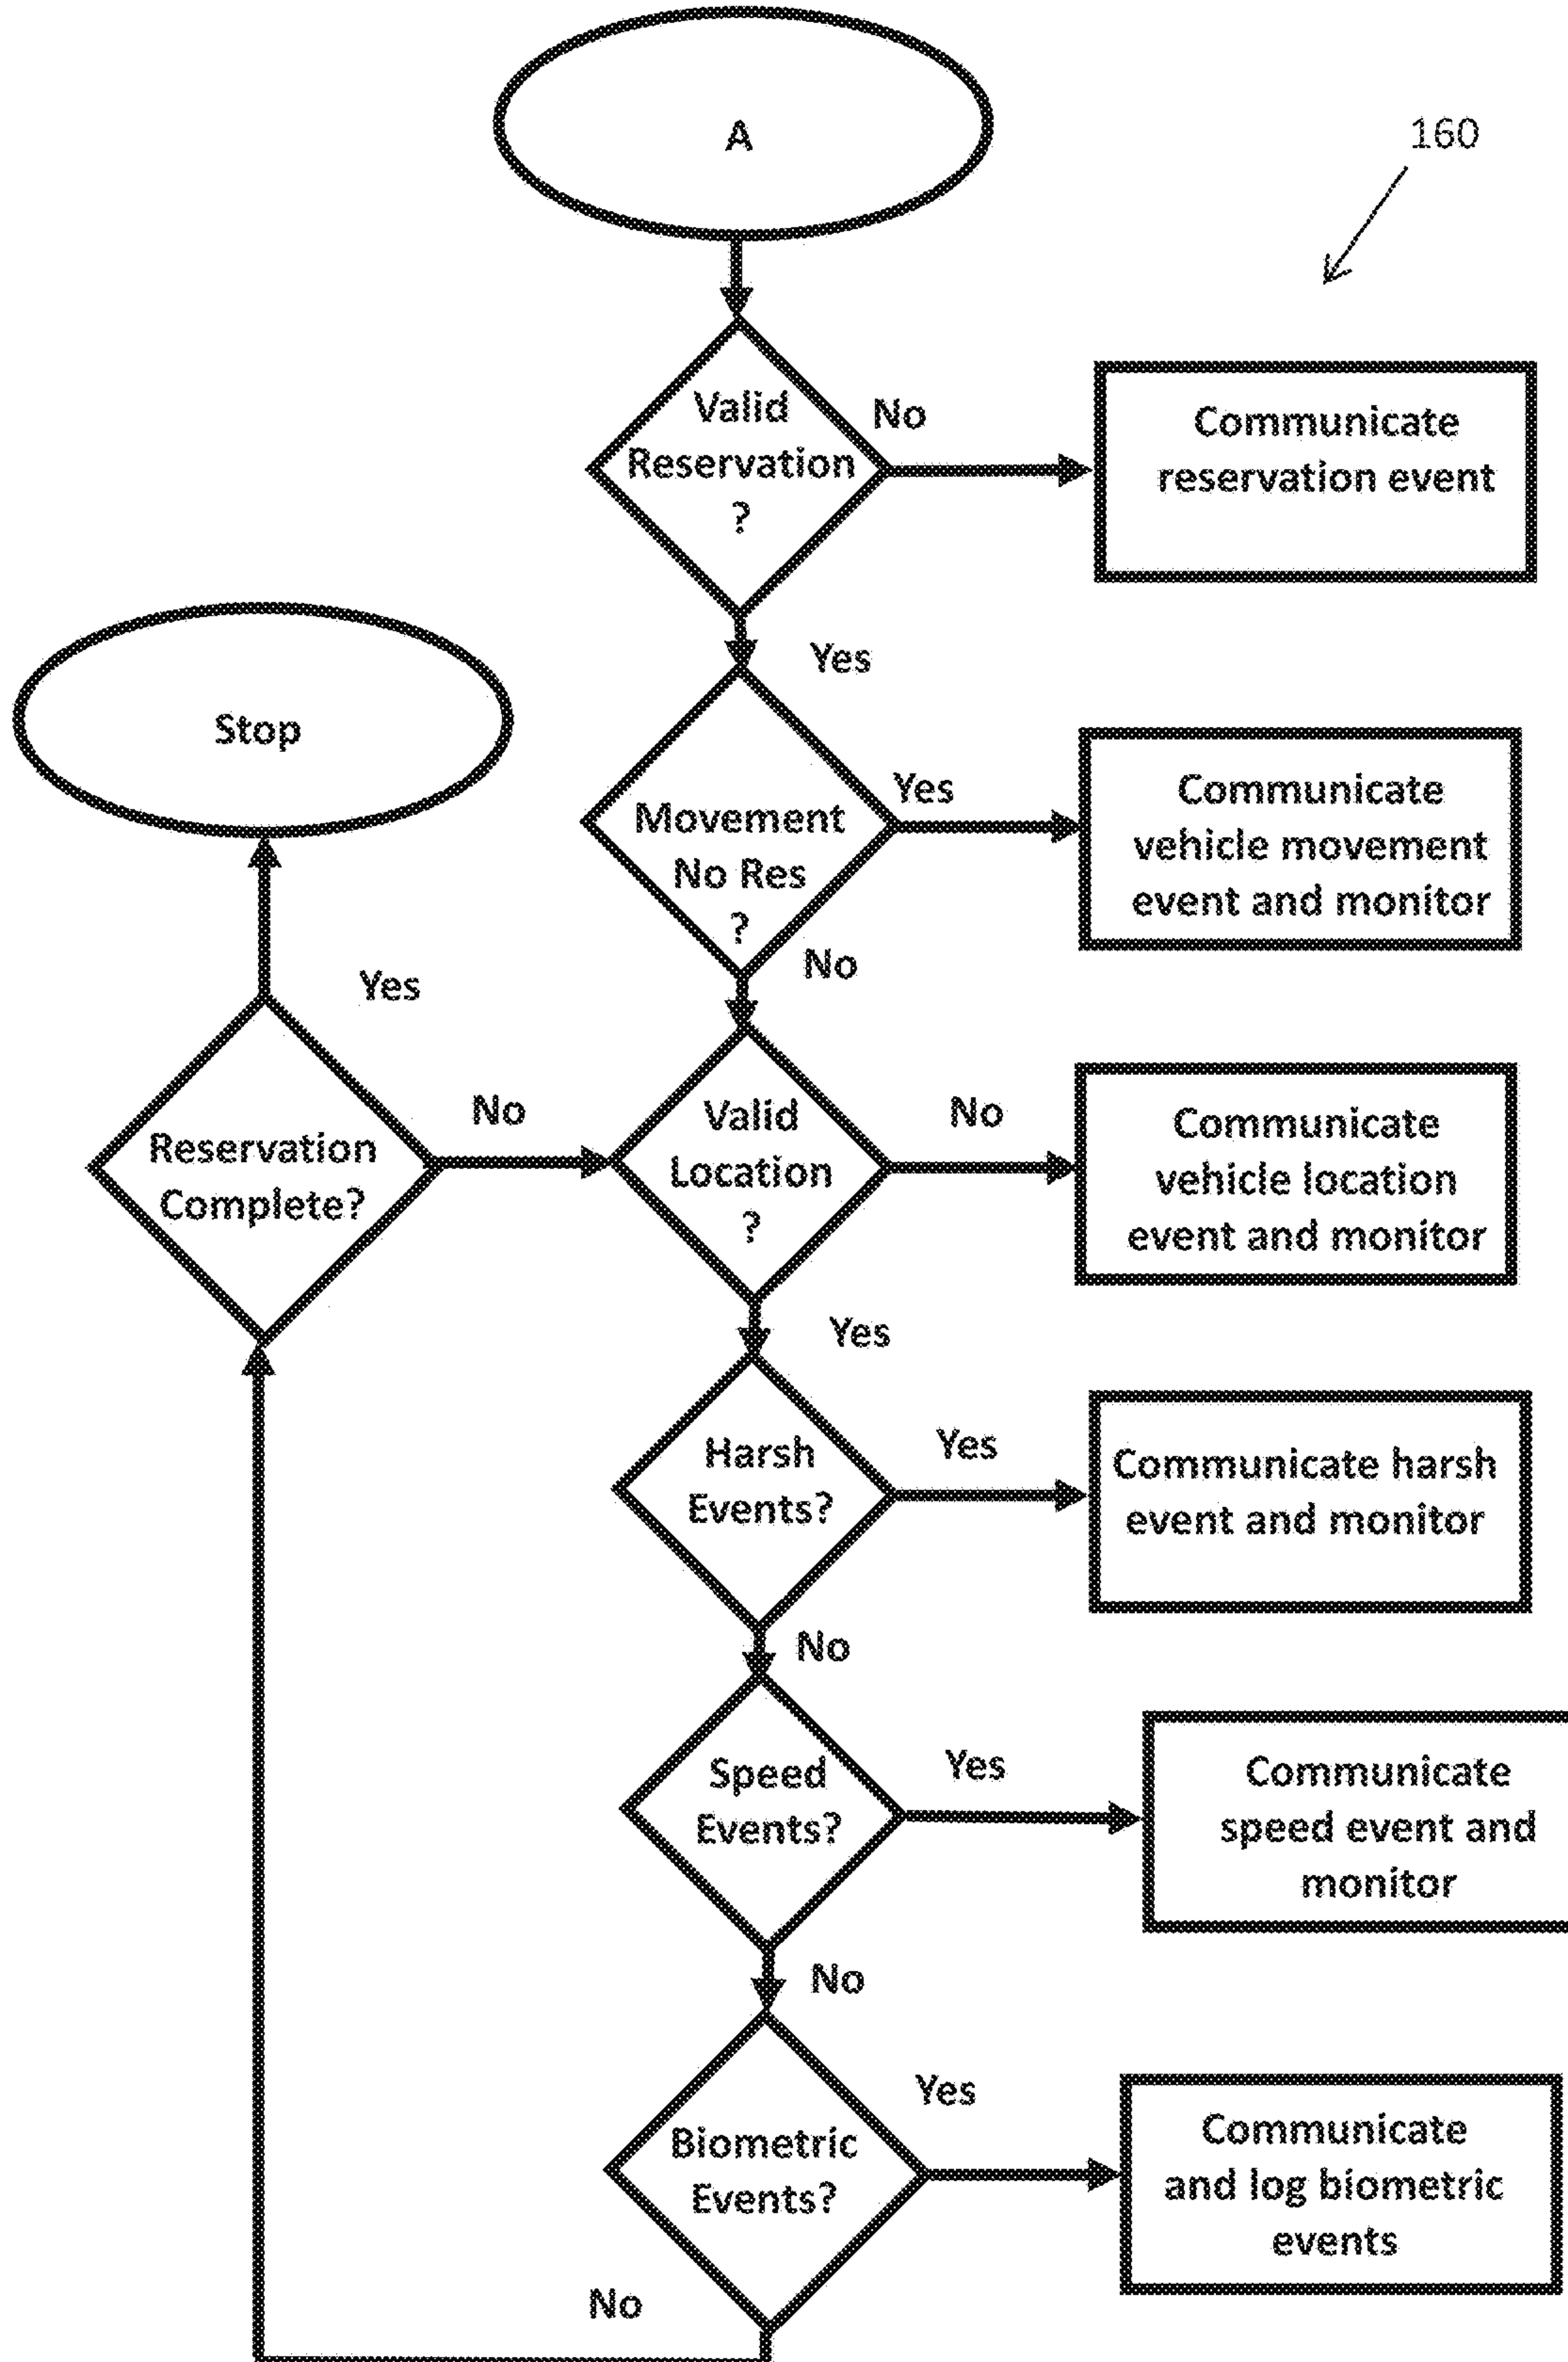 A
160
Valid
Reservation
?
No
Communicate
reservation event
Yes
Stop
Movement
No Res
?
Yes
Communicate
vehicle movement
event and monitor
No
Yes
Reservation
Complete?
No
Valid
Location
?
No
Communicate
vehicle location
event and monitor
Yes
Harsh
Events?
Yes
Communicate harsh
event and monitor
No
Speed
Events?
Yes
Communicate
speed event and
monitor
No
Biometric
Events?
Yes
Communicate
and log biometric
events
No